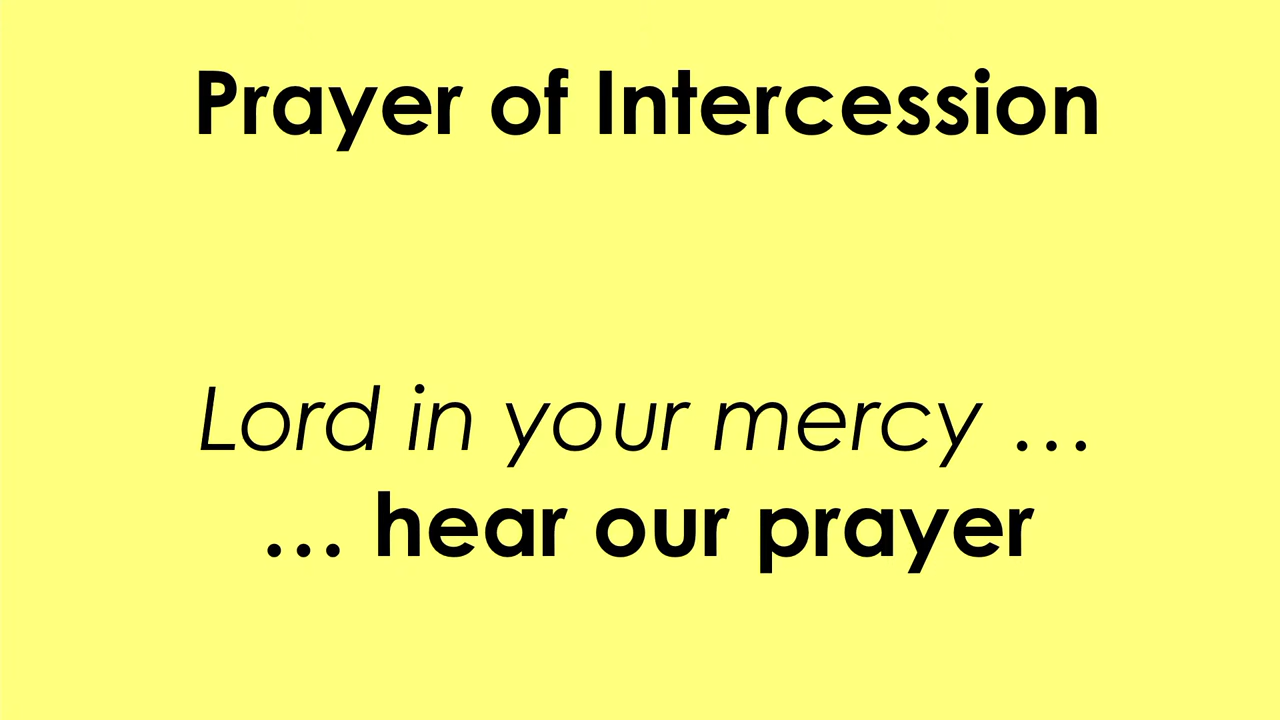 Prayer of Intercession
Lord in your mercy …
… hear our prayer